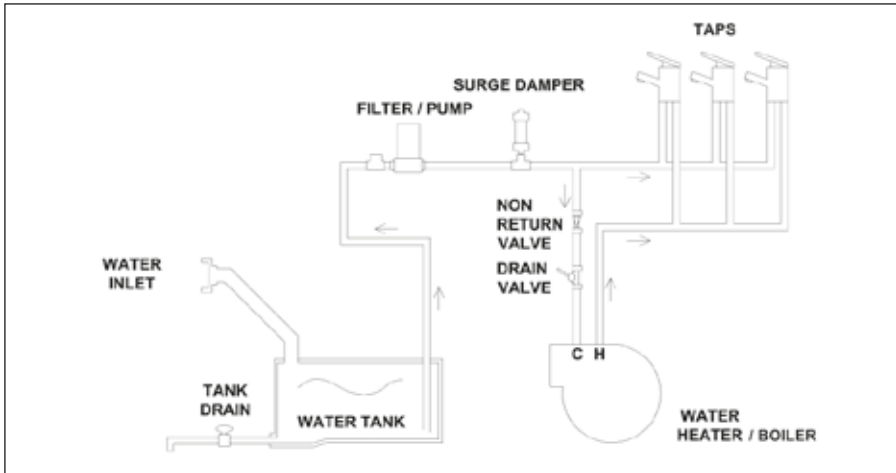 TAPS
SURGE DAMPER
FILTER / PUMP
NON
RETURN
VALVE
DRAIN
VALVE
WATER
INLET
C H
TANK
DRAIN
WATER TANK
WATER
HEATER / BOILER